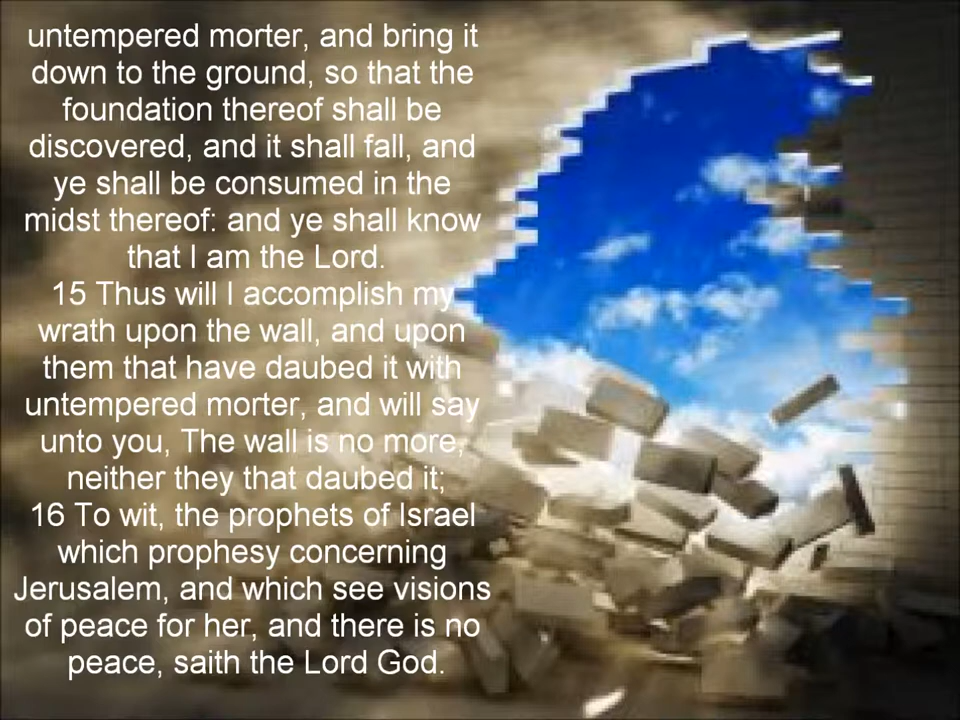 untempered morter, and bring it
down to the ground, so that the
foundation thereof shall be
discovered, and it shall fall, and
ye shall be consumed in the
midst thereof: and ye shall know
that I am the Lord.
15 Thus will I accomplish my
wrath upon the wall, and upon
them that have daubed it with
untempered morter, and will say
unto you, The wall is no more,
neither they that daubed it;
16 To wit, the prophets of Israel
which prophesy concerning
Jerusalem, and which see visions
of peace for her, and there is no
peace, saith the Lord God.